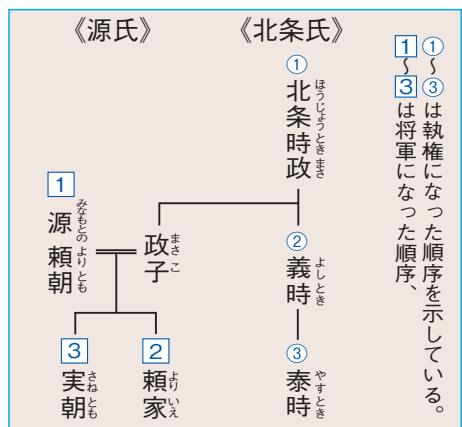 《源氏》
《北条氏》
1～3は将軍になった順序、
①～③は執権になった順序を示している。
①
北条時政
ほうじょうときまさ
1
源頼朝
みなもとのよりとも
政子
まさこ
②
義時
よしとき
3
実朝
さねとも
2
頼家
よりいえ
③
泰時
やすとき